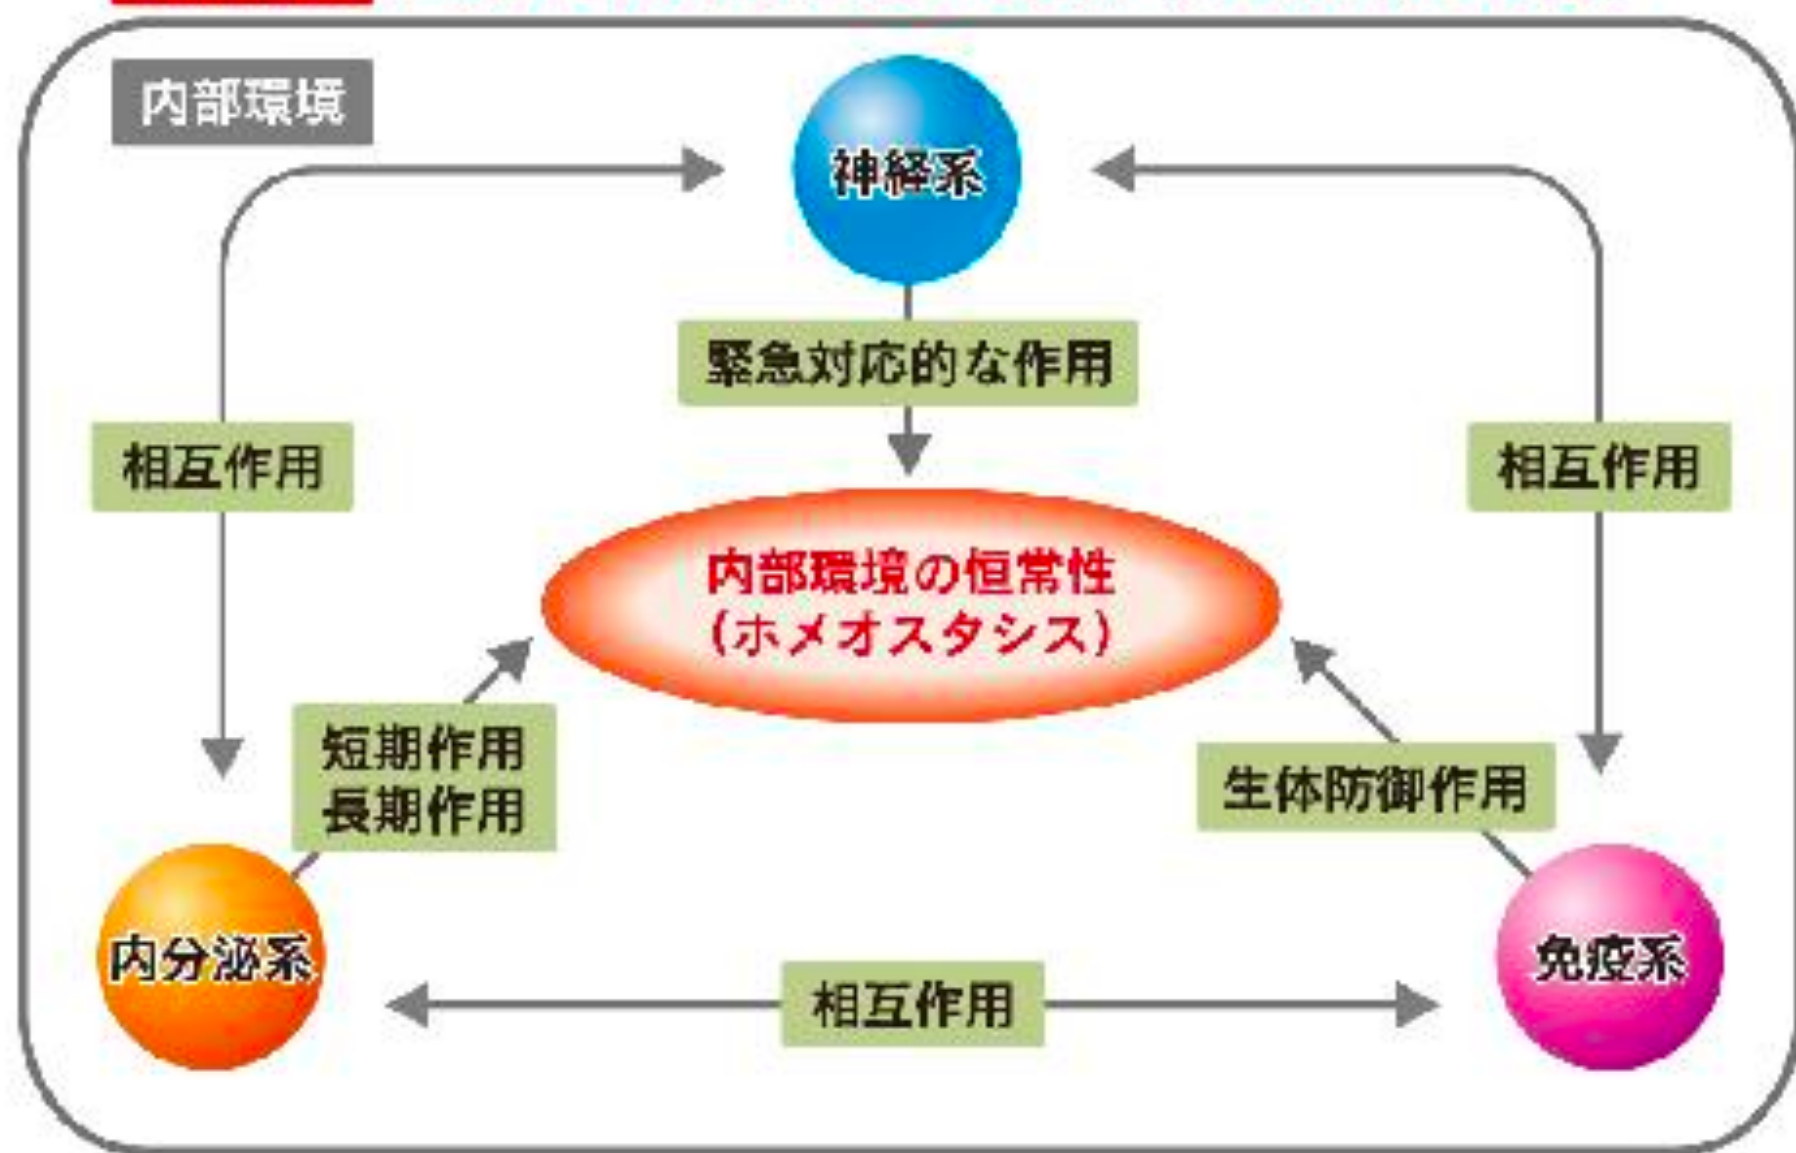 内部環境
神経系
緊急対応的な作用
相互作用
相互作用
内部環境の恒常性
(ホメオスタシス)
短期作用
長期作用
生体防御作用
内分泌系
免疫系
相互作用